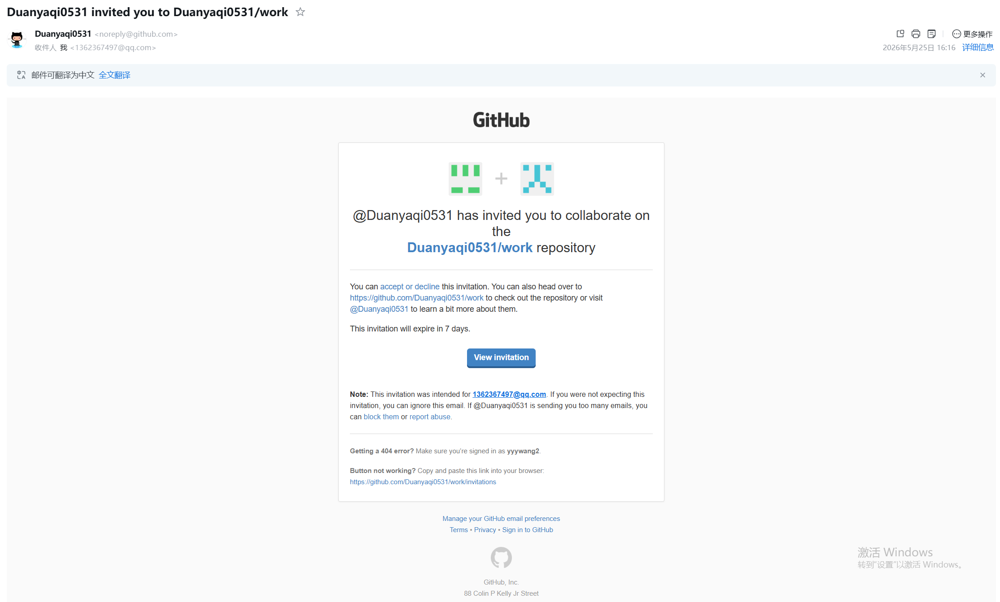 Duanyaqi0531 invited you to Duanyaqi0531/work
Duanyaqi0531 <noreply@github.com>
更多操作
收件人 我 <1362367497@qq.com>
2026年5月25日 16:16 详细信息
邮件可翻译为中文 全文翻译
GitHub
@Duanyaqi0531 has invited you to collaborate on
the
Duanyaqi0531/work repository
You can accept or decline this invitation. You can also head over to
https://github.com/Duanyaqi0531/work to check out the repository or visit
@Duanyaqi0531 to learn a bit more about them.
This invitation will expire in 7 days.
View invitation
Note: This invitation was intended for 1362367497@qq.com. If you were not expecting this
invitation, you can ignore this email. If @Duanyaqi0531 is sending you too many emails, you
can block them or report abuse.
Getting a 404 error? Make sure you’re signed in as yyywang2.
Button not working? Copy and paste this link into your browser:
https://github.com/Duanyaqi0531/work/invitations
Manage your GitHub email preferences
Terms • Privacy • Sign in to GitHub
激活 Windows
转到“设置”以激活 Windows。
GitHub, Inc.
88 Colin P Kelly Jr Street